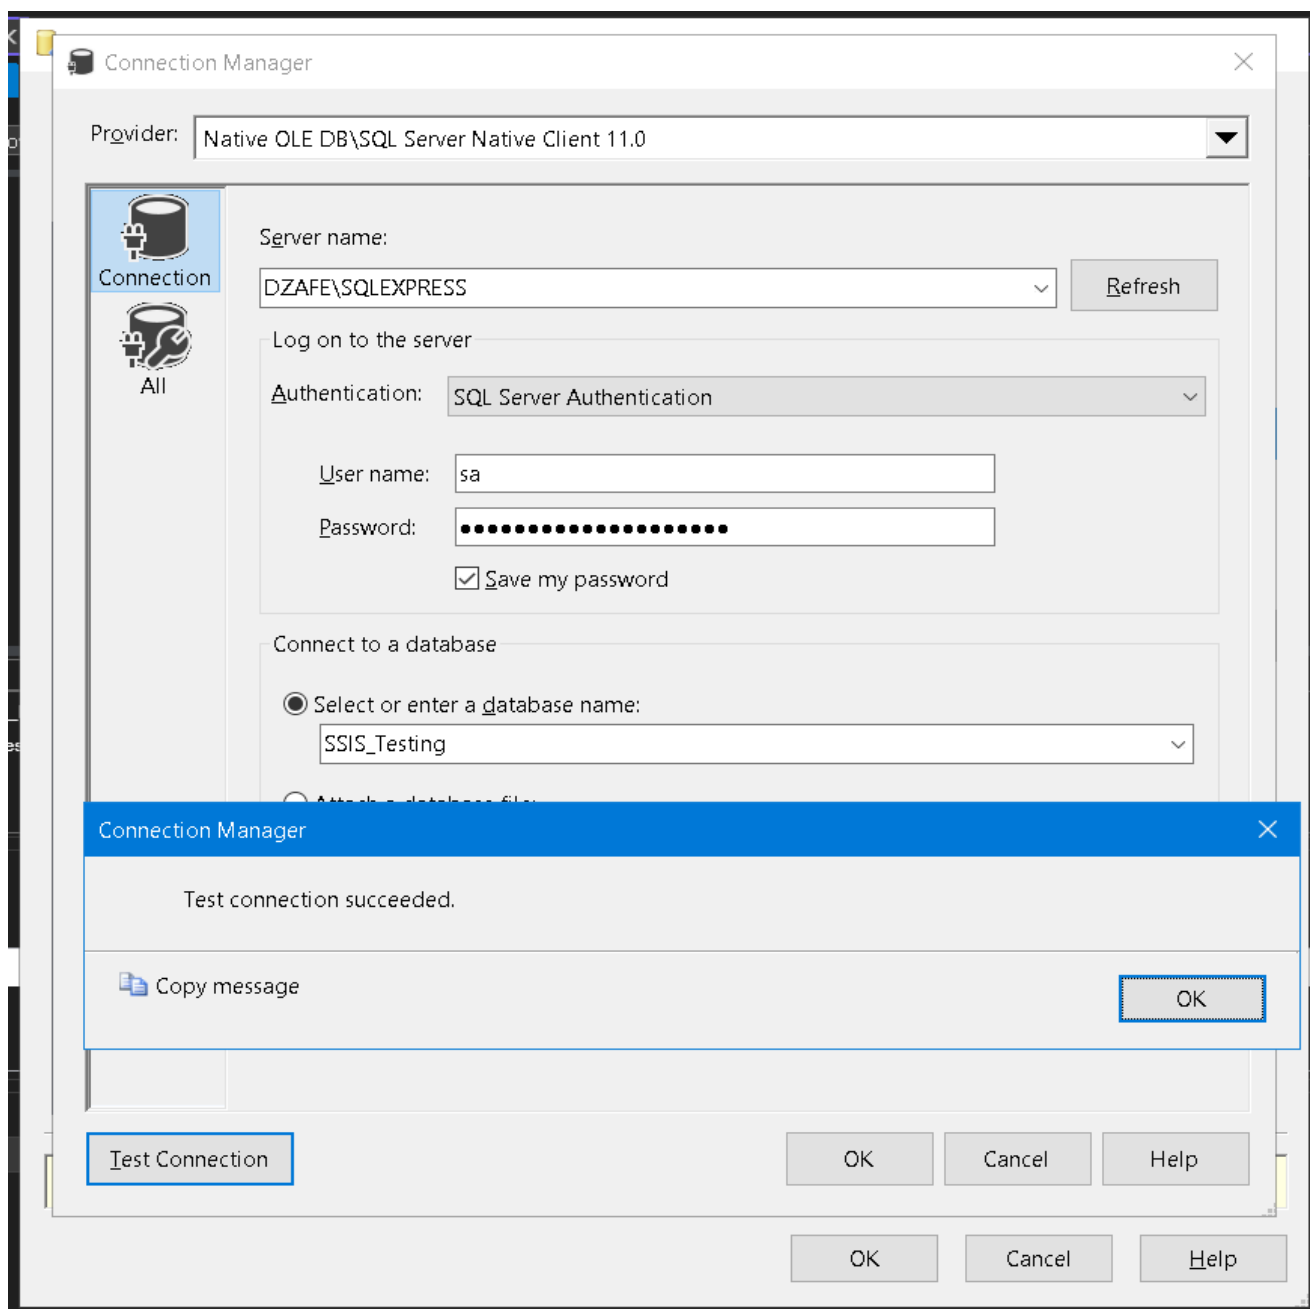 Connection Manager
Provider:
Native OLE DB\SQL Server Native Client 11.0
Connection
All
Server name:
DZAFE\SQLEXPRESS
Refresh
Log on to the server
Authentication:
SQL Server Authentication
User name:
sa
Password:
Save my password
Connect to a database
Select or enter a database name:
SSIS_Testing
Attach a database file:
Connection Manager
Test connection succeeded.
Copy message
OK
Test Connection
OK
Cancel
Help
OK
Cancel
Help